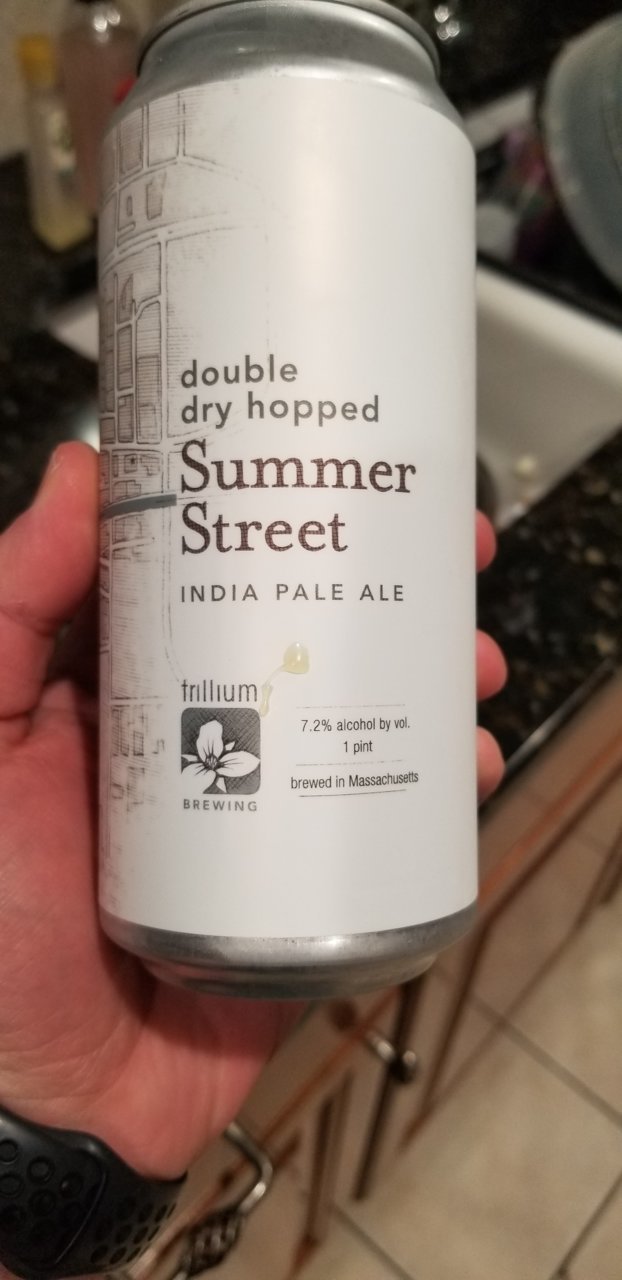 double
dry hopped
Summer
Street
INDIA PALE ALE
trillium
BREWING
7.2% alcohol by vol.
1 pint
brewed in Massachusetts